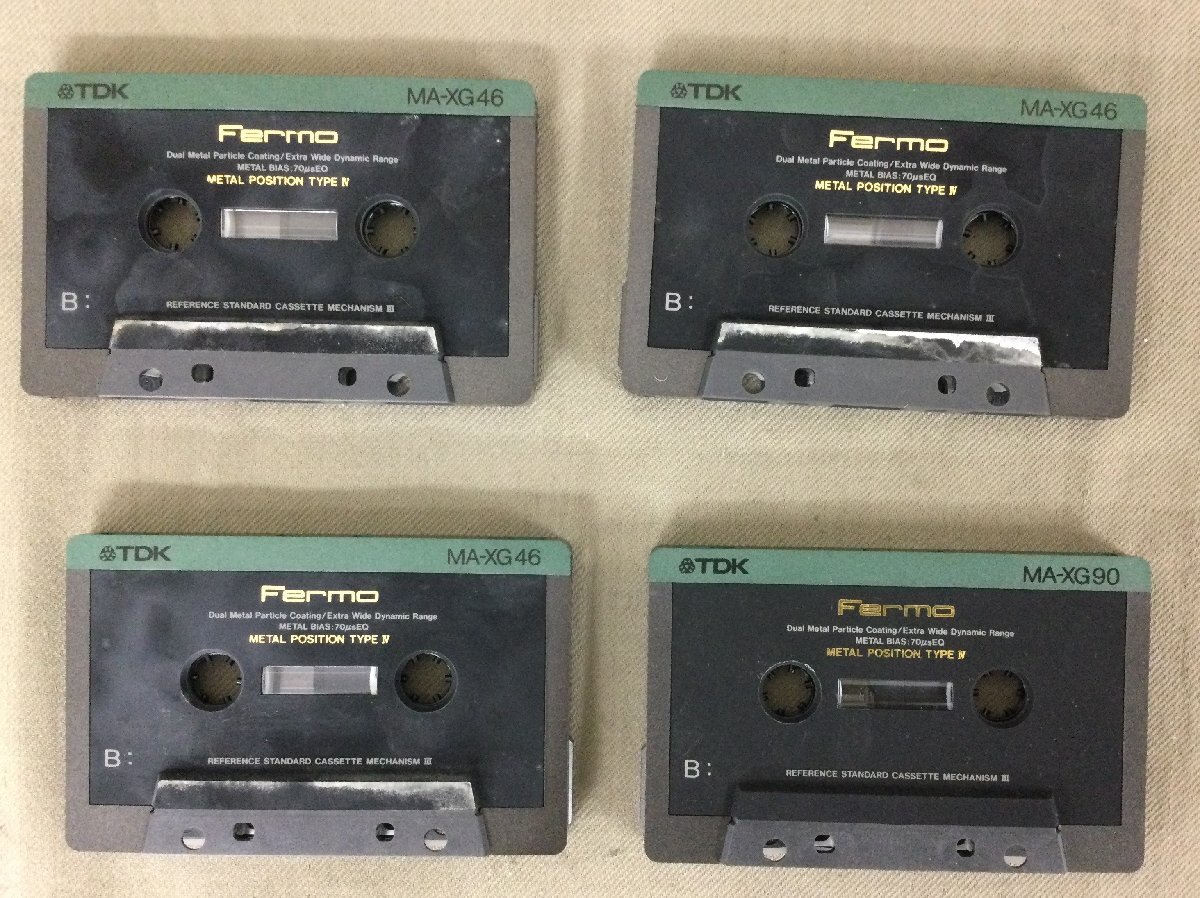 TDK MA-XG46
Fermo
Dual Metal Particle Coating/Extra Wide Dynamic Range
METAL BIAS:70μsEQ
METAL POSITION TYPE Ⅳ
B:
REFERENCE STANDARD CASSETTE MECHANISM Ⅲ
TDK MA-XG46
Fermo
Dual Metal Particle Coating/Extra Wide Dynamic Range
METAL BIAS:70μsEQ
METAL POSITION TYPE Ⅳ
B:
REFERENCE STANDARD CASSETTE MECHANISM Ⅲ
TDK MA-XG46
Fermo
Dual Metal Particle Coating/Extra Wide Dynamic Range
METAL BIAS:70μsEQ
METAL POSITION TYPE Ⅳ
B:
REFERENCE STANDARD CASSETTE MECHANISM Ⅲ
TDK MA-XG90
Fermo
Dual Metal Particle Coating/Extra Wide Dynamic Range
METAL BIAS:70μsEQ
METAL POSITION TYPE Ⅳ
B:
REFERENCE STANDARD CASSETTE MECHANISM Ⅲ